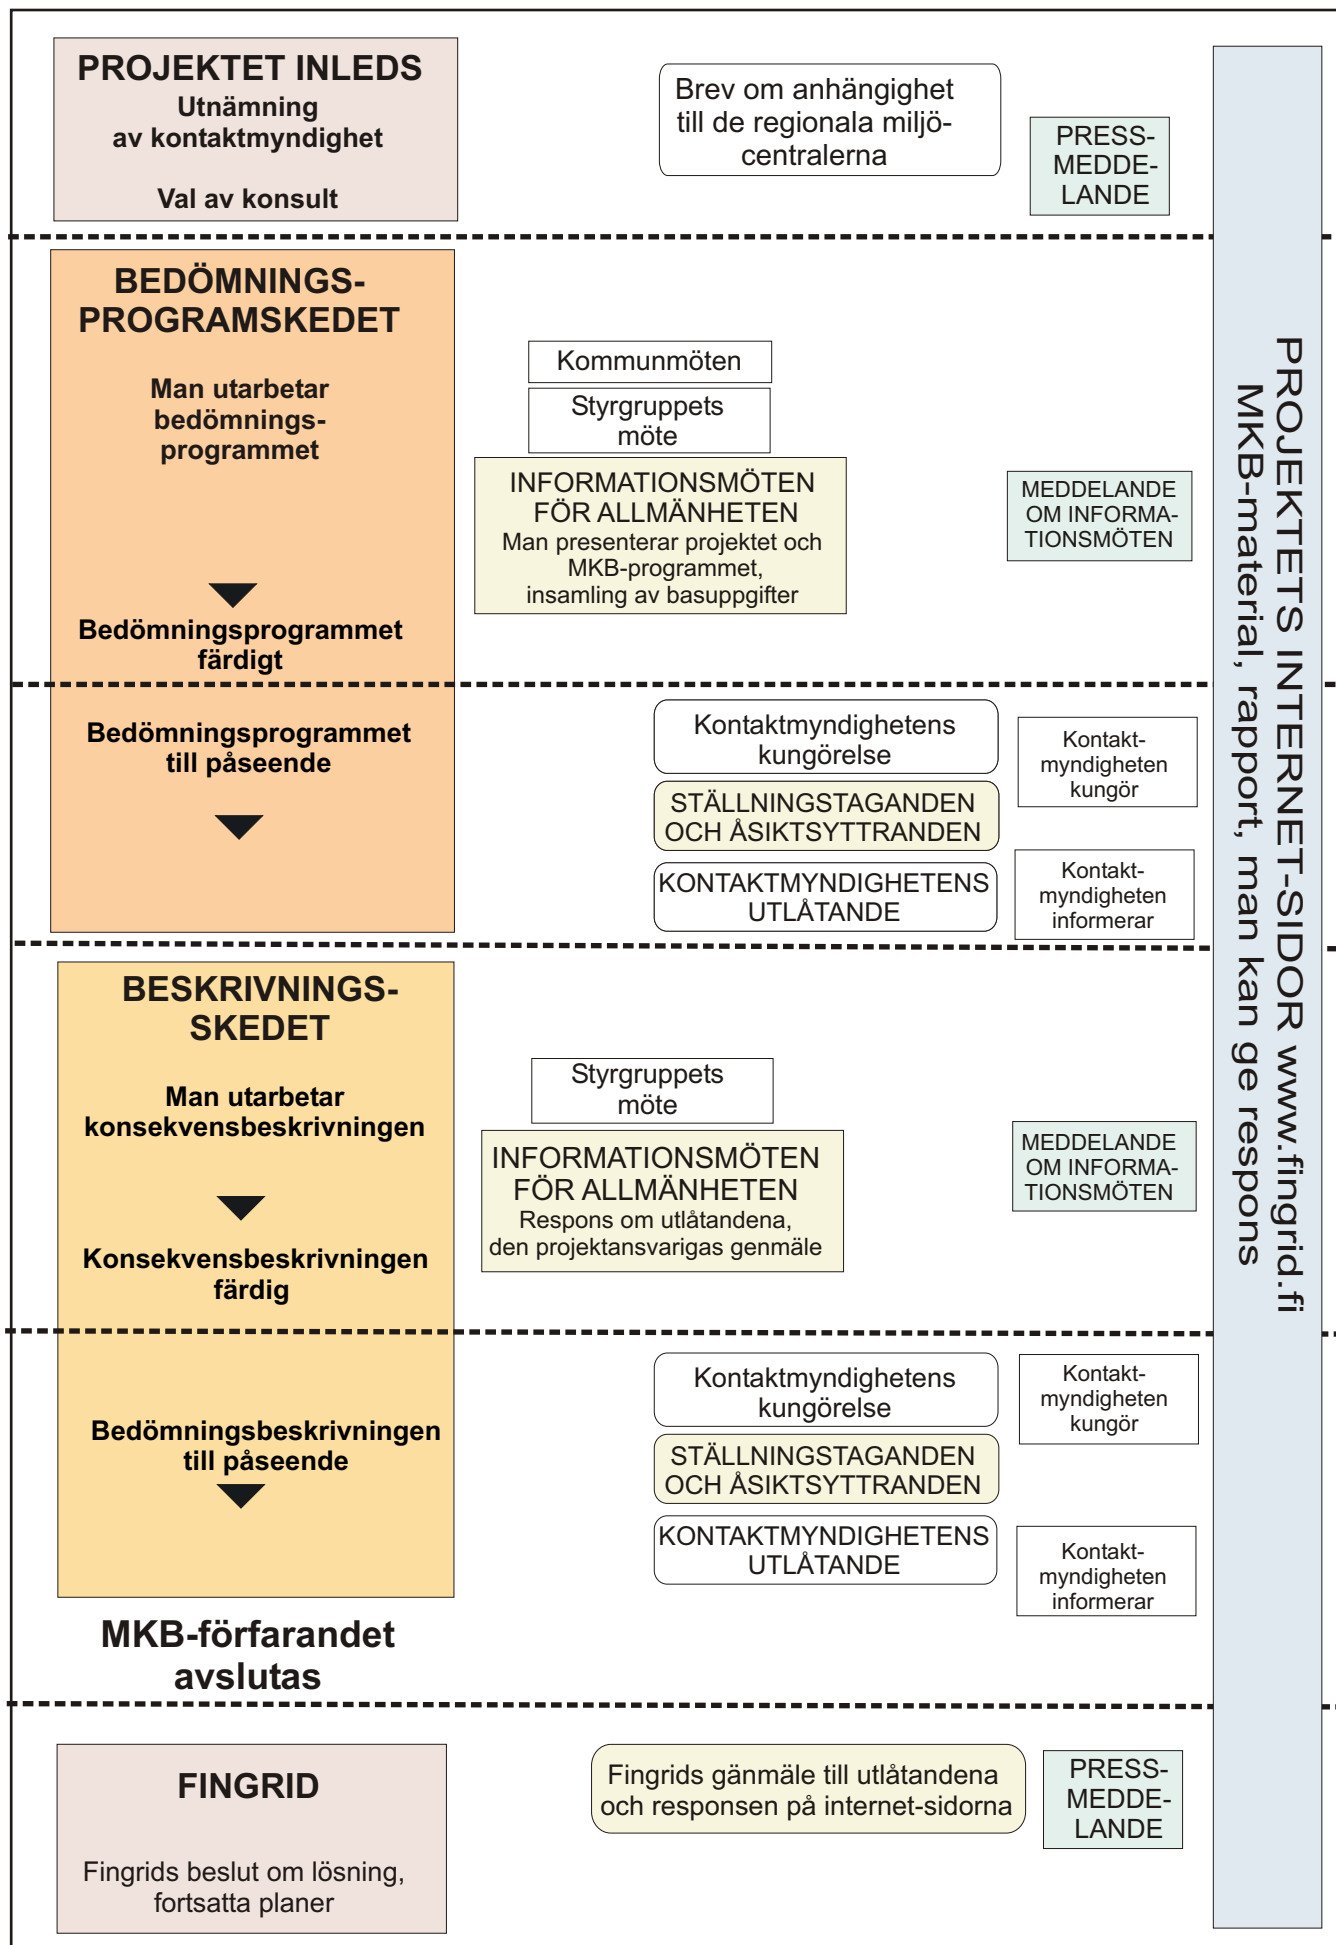 PROJEKTET INLEDS
Utnämning
av kontaktmyndighet
Val av konsult
Brev om anhängighet
till de regionala miljö-
centralerna
PRESS-
MEDDE-
LANDE
BEDÖMNINGS-
PROGRAMSKEDET
Man utarbetar
bedömnings-
programmet
Bedömningsprogrammet
färdigt
Kommunmöten
Styrgruppets
möte
INFORMATIONSMÖTEN
FÖR ALLMÄNHETEN
Man presenterar projektet och
MKB-programmet,
insamling av basuppgifter
MEDDELANDE
OM INFORMA-
TIONSMÖTEN
Bedömningsprogrammet
till påseende
Kontaktmyndighetens
kungörelse
STÄLLNINGSTAGANDEN
OCH ÅSIKTSYTTRANDEN
KONTAKTMYNDIGHETENS
UTLÅTANDE
Kontakt-
myndigheten
kungör
Kontakt-
myndigheten
informerar
BESKRIVNINGS-
SKEDET
Man utarbetar
konsekvensbeskrivningen
Konsekvensbeskrivningen
färdig
Styrgruppets
möte
INFORMATIONSMÖTEN
FÖR ALLMÄNHETEN
Respons om utlåtandena,
den projektansvarigas genmäle
MEDDELANDE
OM INFORMA-
TIONSMÖTEN
Bedömningsbeskrivningen
till påseende
Kontaktmyndighetens
kungörelse
STÄLLNINGSTAGANDEN
OCH ÅSIKTSYTTRANDEN
KONTAKTMYNDIGHETENS
UTLÅTANDE
Kontakt-
myndigheten
kungör
Kontakt-
myndigheten
informerar
MKB-förfarandet
avslutas
FINGRID
Fingrids beslut om lösning,
fortsatta planer
Fingrids gänmäle till utlåtandena
och responsen på internet-sidorna
PRESS-
MEDDE-
LANDE
PROJEKTETS INTERNET-SIDOR www.fingrid.fi
MKB-material, rapport, man kan ge respons